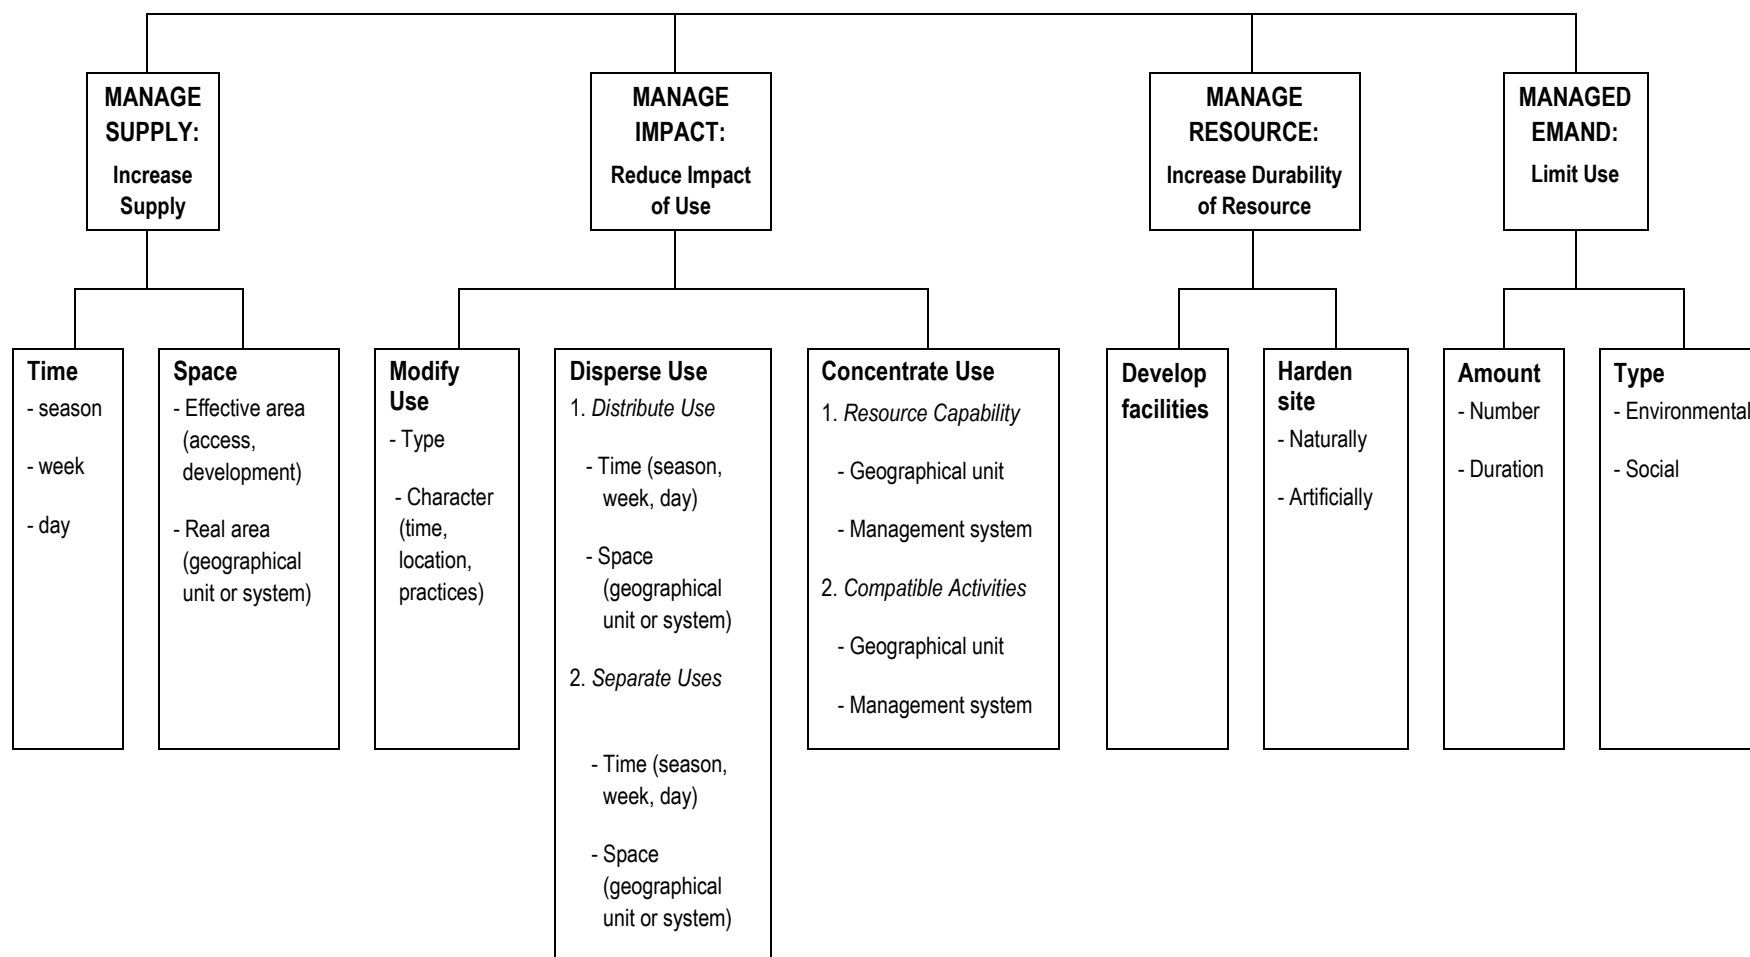 MANAGE
SUPPLY:
Increase
Supply
MANAGE
IMPACT:
Reduce Impact
of Use
MANAGE
RESOURCE:
Increase Durability
of Resource
MANAGED
EMAND:
Limit Use
Time
- season
- week
- day
Space
- Effective area
(access,
development)
- Real area
(geographical
unit or system)
Modify
Use
- Type
- Character
(time,
location,
practices)
Disperse Use
1. Distribute Use
- Time (season,
week, day)
- Space
(geographical
unit or system)
2. Separate Uses
- Time (season,
week, day)
- Space
(geographical
unit or system)
Concentrate Use
1. Resource Capability
- Geographical unit
- Management system
2. Compatible Activities
- Geographical unit
- Management system
Develop
facilities
Harden
site
- Naturally
- Artificially
Amount
- Number
- Duration
Type
- Environmental
- Social